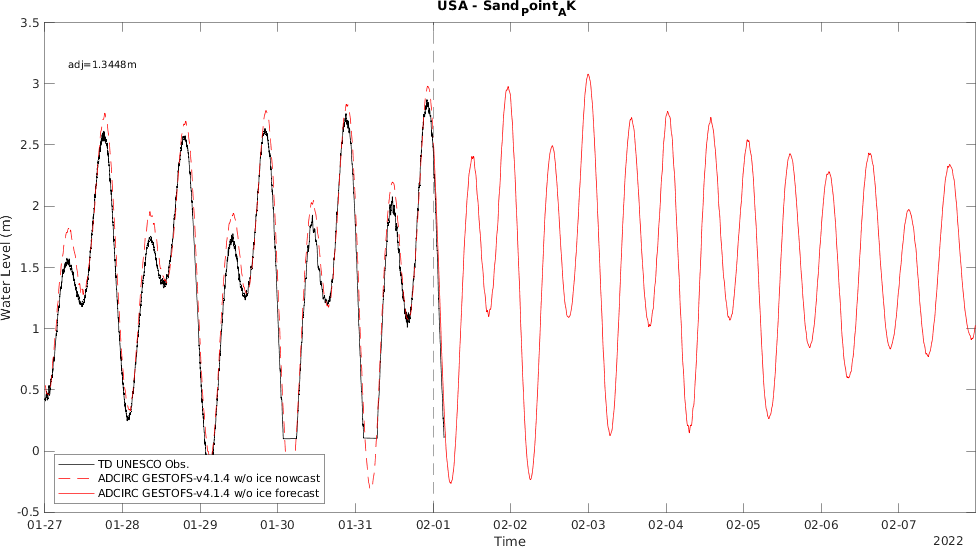 USA - Sand_Point_AK
3.5
adj=1.3448m
3
2.5
2
1.5
1
0.5
0
-0.5
Water Level (m)
TD UNESCO Obs.
ADCIRC GESTOFS-v4.1.4 w/o ice nowcast
ADCIRC GESTOFS-v4.1.4 w/o ice forecast
01-27 01-28 01-29 01-30 01-31 02-01 02-02 02-03 02-04 02-05 02-06 02-07
Time
2022